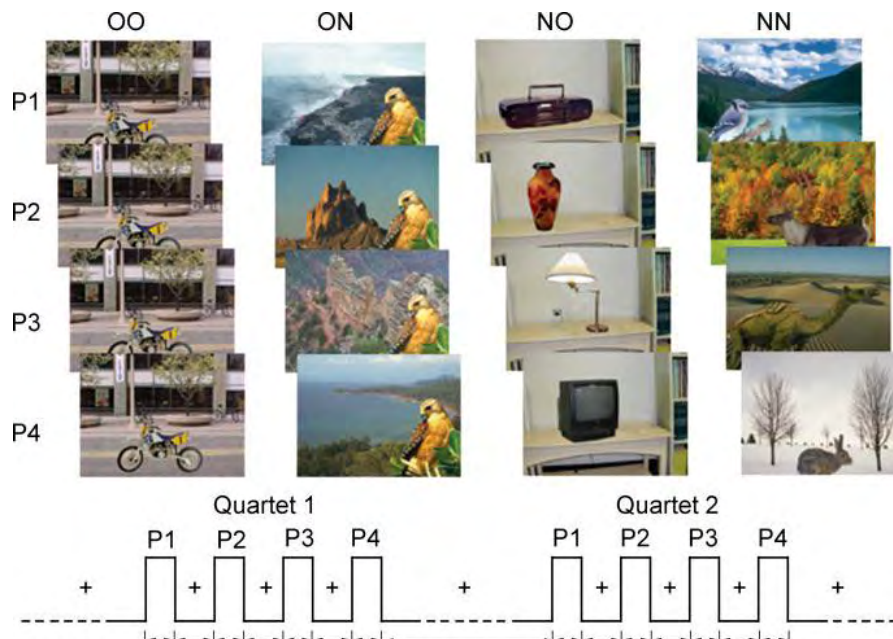 OO ON NO NN
P1
P2
P3
P4
Quartet 1 Quartet 2
P1 P2 P3 P4 P1 P2 P3 P4
+ + + + + + + + +